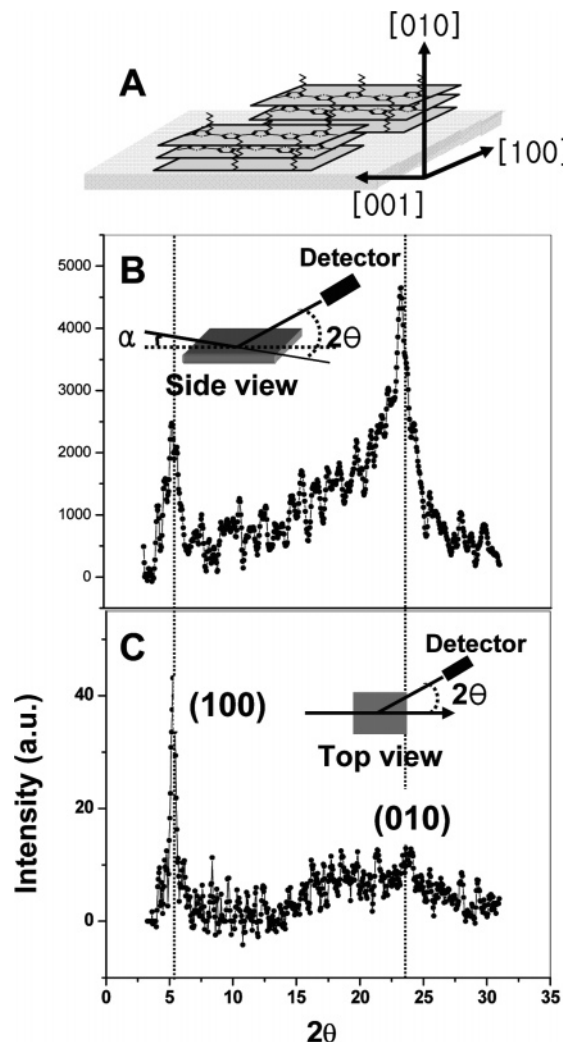 A
[010]
[100]
[001]
B
Detector
α
2θ
Side view
5000
4000
3000
2000
1000
0
C
Detector
(100)
2θ
Top view
(010)
40
20
0
Intensity (a.u.)
0 5 10 15 20 25 30 35
2θ